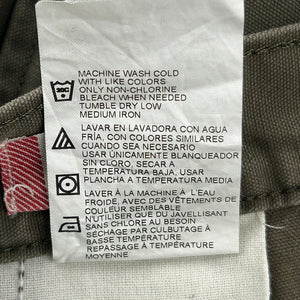 MACHINE WASH COLD
WITH LIKE COLORS
ONLY NON-CHLORINE
BLEACH WHEN NEEDED
TUMBLE DRY LOW
MEDIUM IRON
LAVAR EN LAVADORA CON AGUA
FRÍA, CON COLORES SIMILARES
CUANDO SEA NECESARIO
USAR ÚNICAMENTE BLANQUEADOR
SIN CLORO, SECAR A
TEMPERATURA BAJA, USAR
PLANCHA A TEMPERATURA MEDIA
LAVER À LA MACHINE À L'EAU
FROIDE, AVEC DES VÊTEMENTS DE
COULEUR SEMBLABLE
N'UTILISER QUE DU JAVELLISANT
SANS CHLORE AU BESOIN
SÉCHAGE PAR CULBUTAGE À
BASSE TEMPÉRATURE
REPASSAGE À TEMPÉRATURE
MOYENNE